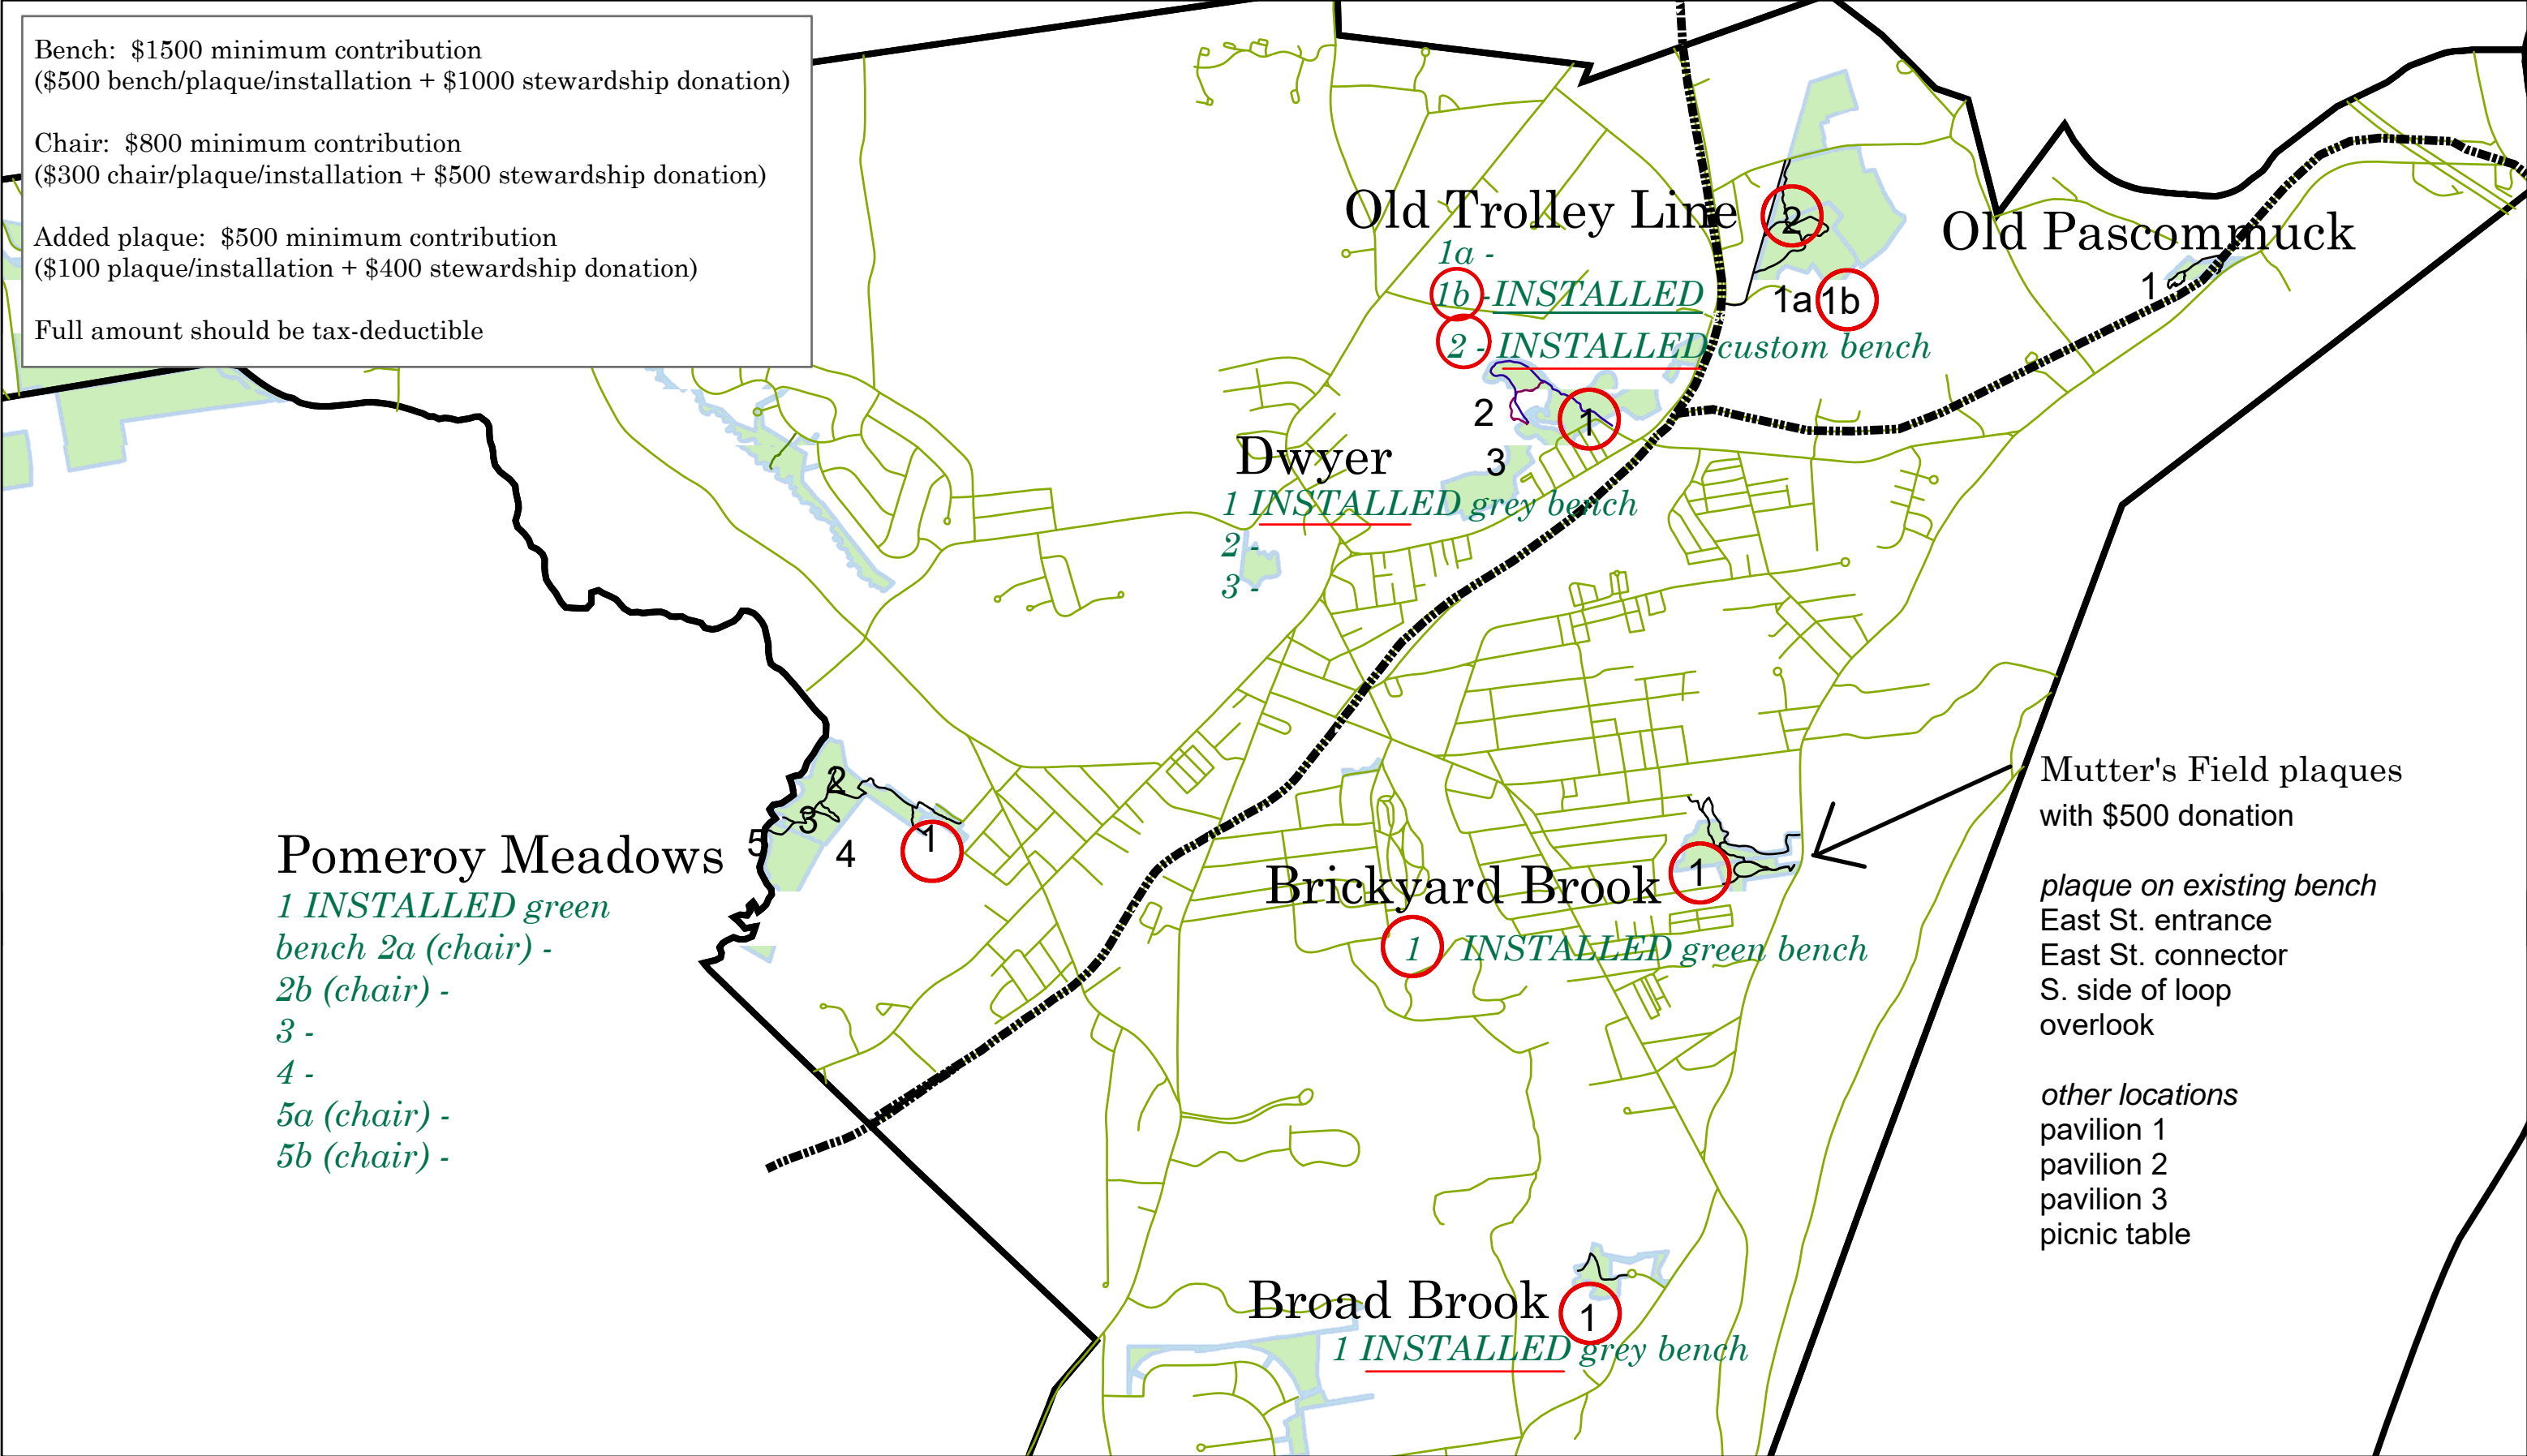 Bench:  $1500 minimum contribution
($500 bench/plaque/installation + $1000 stewardship donation)
Chair:  $800 minimum contribution
($300 chair/plaque/installation + $500 stewardship donation)
Added plaque:  $500 minimum contribution
($100 plaque/installation + $400 stewardship donation)
Full amount should be tax-deductible
Old Trolley Line
1a -
1b -INSTALLED
2 - INSTALLED custom bench
2
1a 1b
Old Pascommuck
1
2
1
3
Dwyer
1 INSTALLED grey bench
2 -
3 -
2
3
5
4
1
Pomeroy Meadows
1 INSTALLED green
bench 2a (chair) -
2b (chair) -
3 -
4 -
5a (chair) -
5b (chair) -
Brickyard Brook
1
1 INSTALLED green bench
Mutter's Field plaques
with $500 donation
plaque on existing bench
East St. entrance
East St. connector
S. side of loop
overlook
other locations
pavilion 1
pavilion 2
pavilion 3
picnic table
Broad Brook
1
1 INSTALLED grey bench